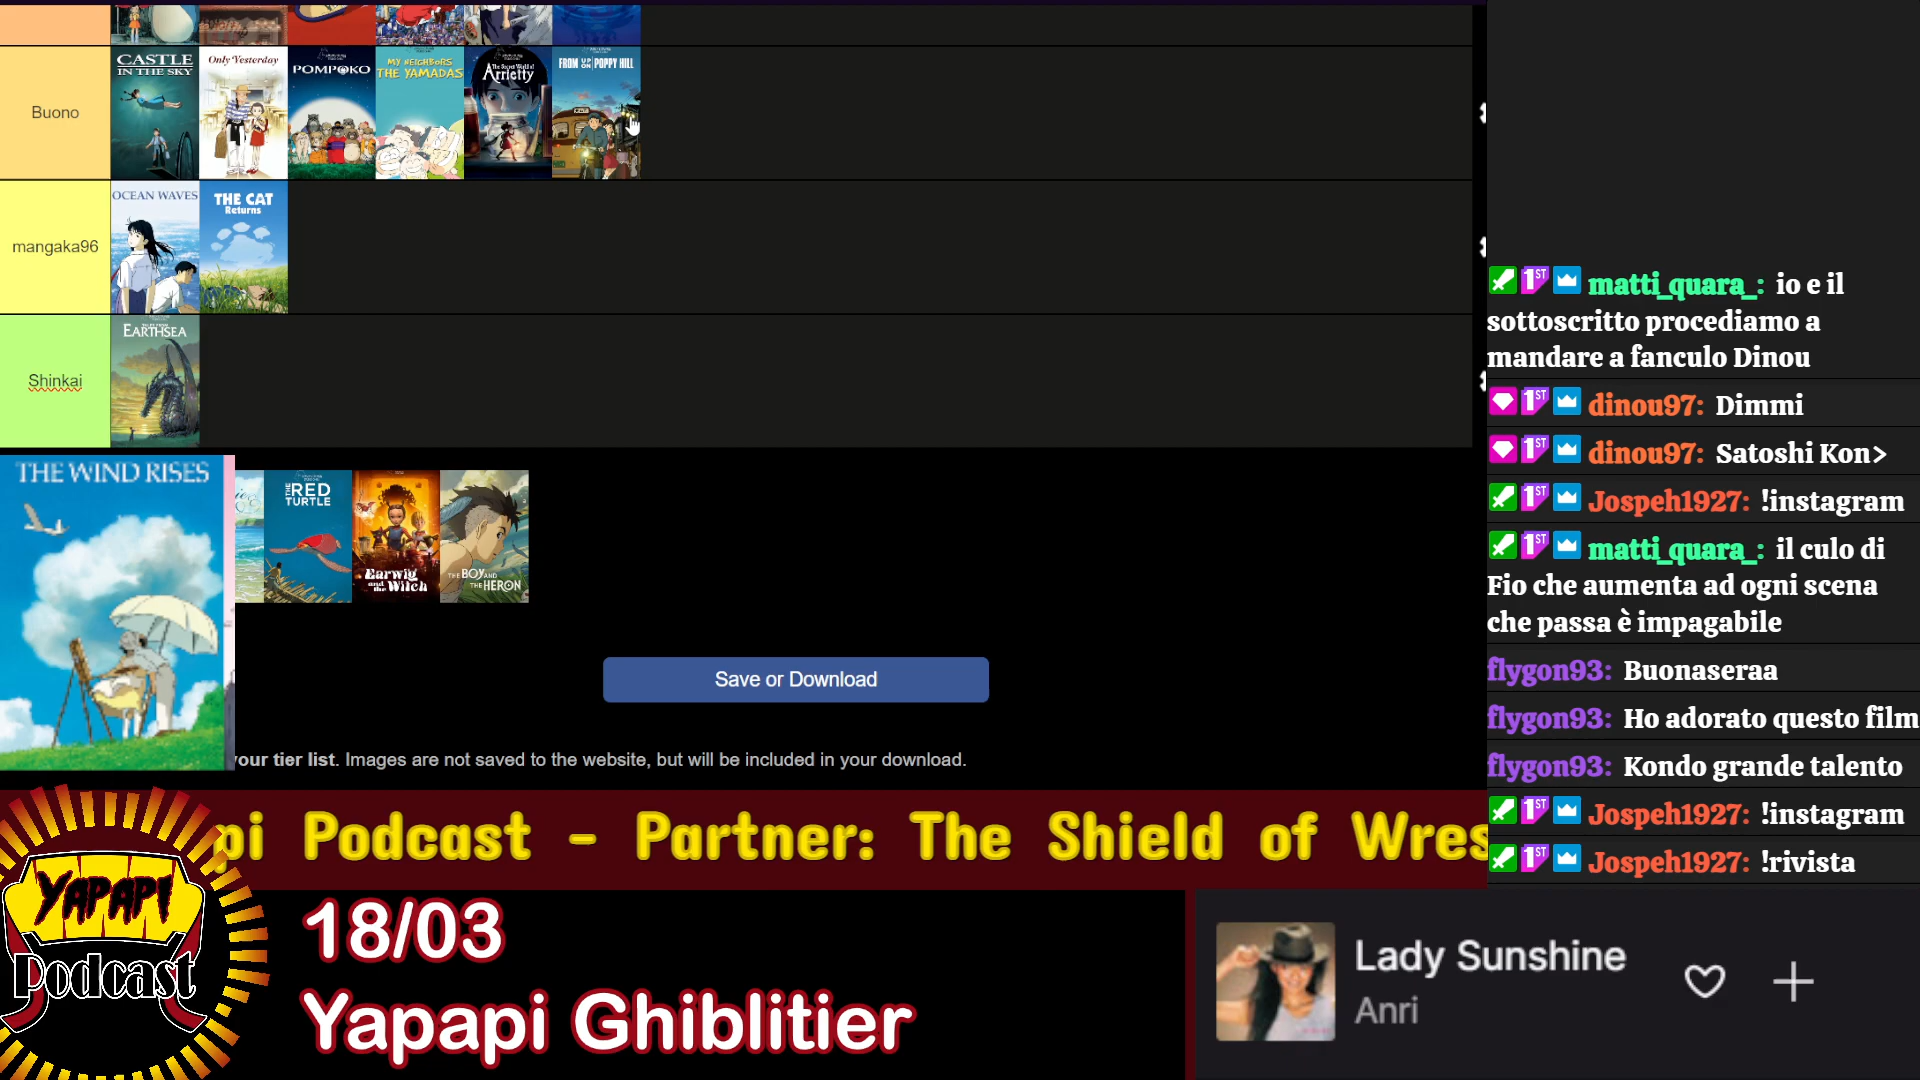 Buono
CASTLE
IN THE SKY
Only Yesterday
POMPOKO
MY NEIGHBORS
THE YAMADAS
The Secret World of
Arrietty
FROM UP ON POPPY HILL
mangaka96
OCEAN WAVES
THE CAT
Returns
Shinkai
EARTHSEA
THE WIND RISES
THE RED
TURTLE
Earwig
and the Witch
THE BOY AND
THE HERON
Save or Download
your tier list. Images are not saved to the website, but will be included in your download.
pi Podcast - Partner: The Shield of Wres
YAPAPI
Podcast
18/03
Yapapi Ghiblitier
matti_quara_: io e il
sottoscritto procediamo a
mandare a fanculo Dinou
dinou97: Dimmi
dinou97: Satoshi Kon>
Jospeh1927: !instagram
matti_quara_: il culo di
Fio che aumenta ad ogni scena
che passa è impagabile
flygon93: Buonaseraa
flygon93: Ho adorato questo film
flygon93: Kondo grande talento
Jospeh1927: !instagram
Jospeh1927: !rivista
Lady Sunshine
Anri